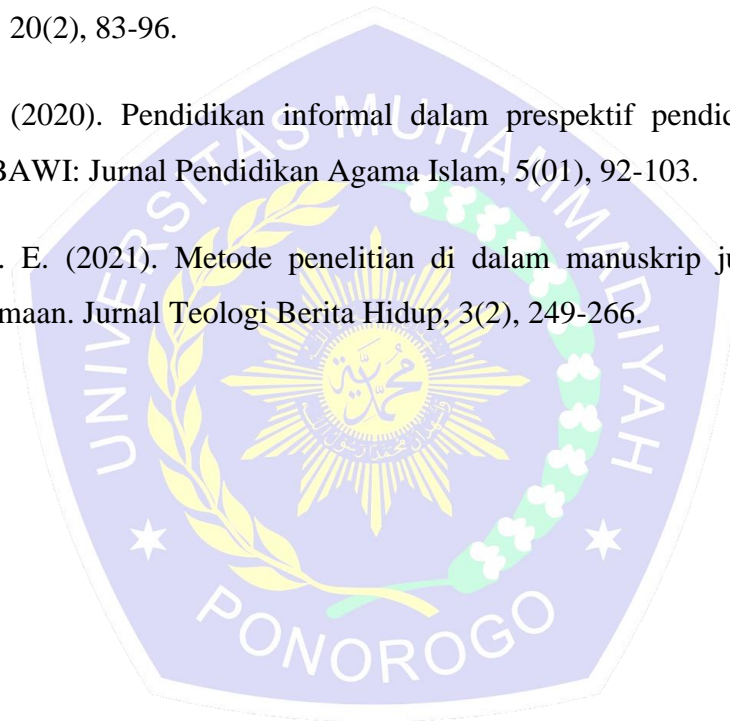 20(2), 83-96.
(2020). Pendidikan informal dalam prespektif pendid
BAWI: Jurnal Pendidikan Agama Islam, 5(01), 92-103.
. E. (2021). Metode penelitian di dalam manuskrip ju
maan. Jurnal Teologi Berita Hidup, 3(2), 249-266.
UNIVERSITAS MUHAMMADIYAH
PONOROGO